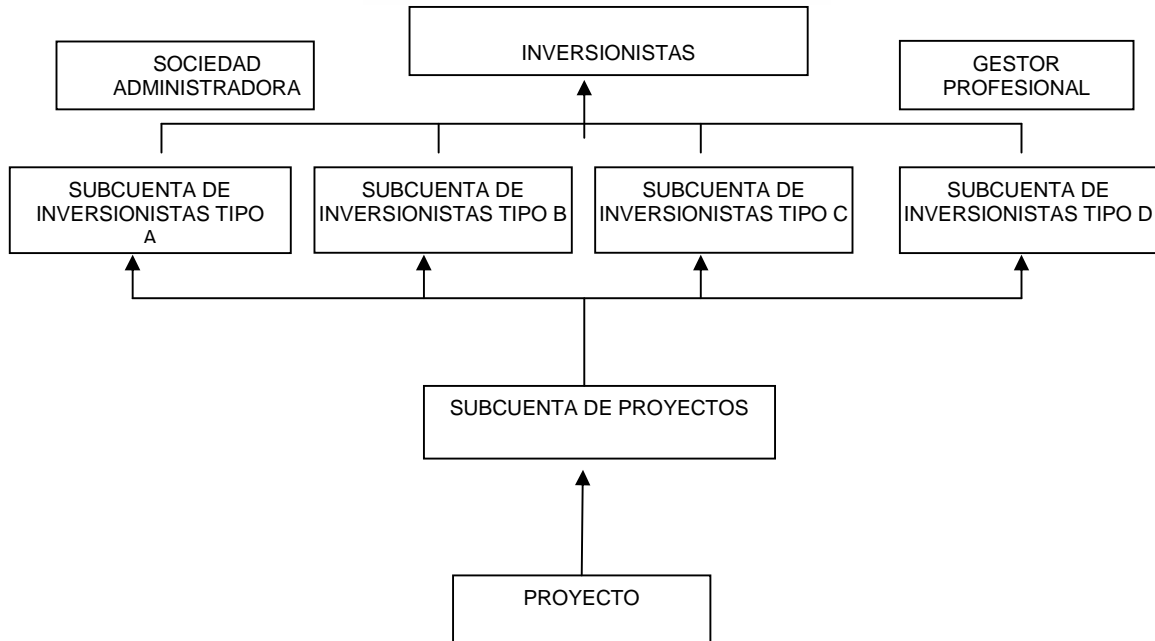 INVERSIONISTAS
SOCIEDAD
ADMINISTRADORA
GESTOR
PROFESIONAL
SUBCUENTA DE
INVERSIONISTAS TIPO
A
SUBCUENTA DE
INVERSIONISTAS TIPO B
SUBCUENTA DE
INVERSIONISTAS TIPO C
SUBCUENTA DE
INVERSIONISTAS TIPO D
SUBCUENTA DE PROYECTOS
PROYECTO